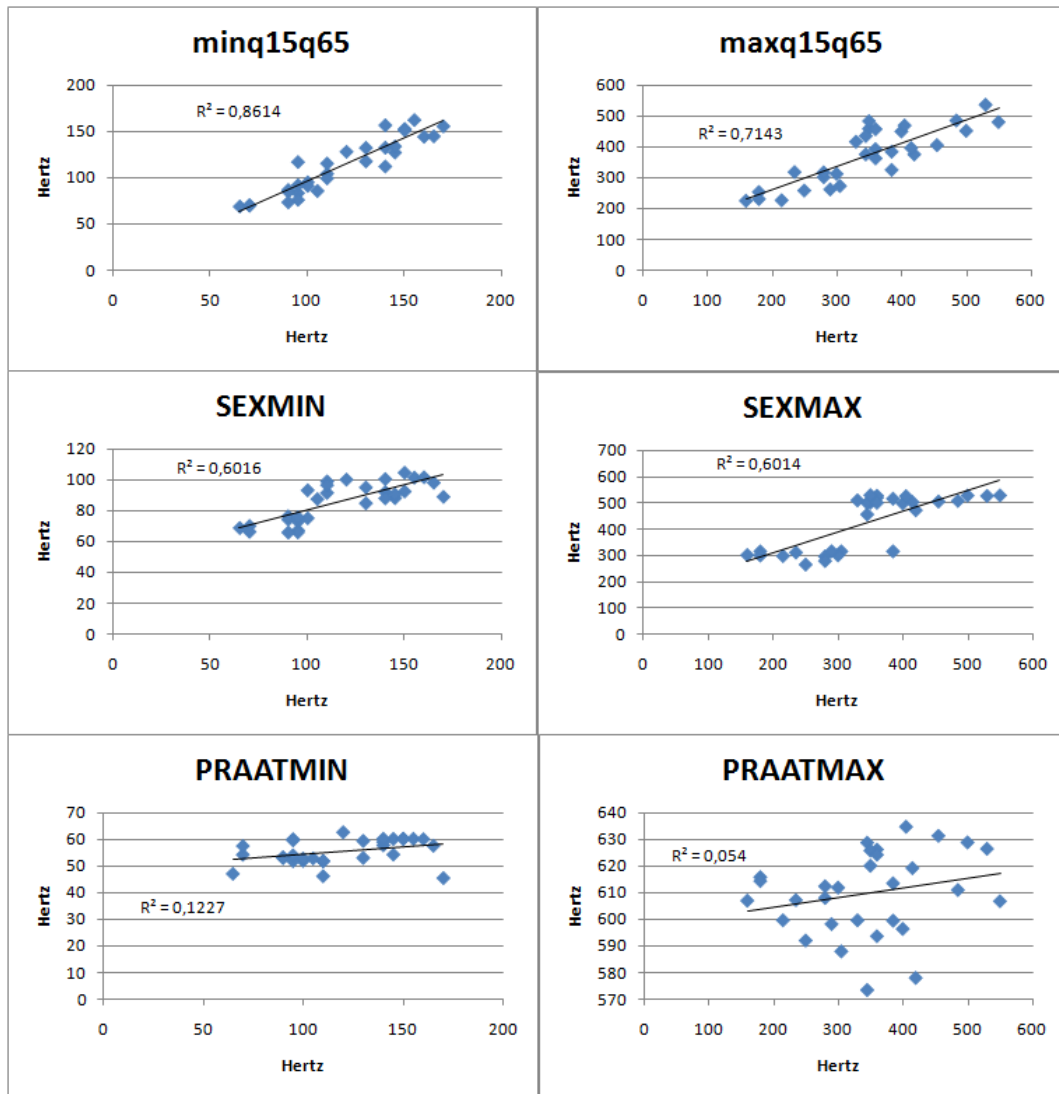 minq15q65
200
150
100
50
0
R² = 0,8614
Hertz
0 50 100 150 200
Hertz
maxq15q65
600
500
400
300
200
100
0
R² = 0,7143
Hertz
0 100 200 300 400 500 600
Hertz
SEXMIN
120
100
80
60
40
20
0
R² = 0,6016
Hertz
0 50 100 150 200
Hertz
SEXMAX
700
600
500
400
300
200
100
0
R² = 0,6014
Hertz
0 100 200 300 400 500 600
Hertz
PRAATMIN
70
60
50
40
30
20
10
0
R² = 0,1227
Hertz
0 50 100 150 200
Hertz
PRAATMAX
640
630
620
610
600
590
580
570
R² = 0,054
Hertz
0 100 200 300 400 500 600
Hertz